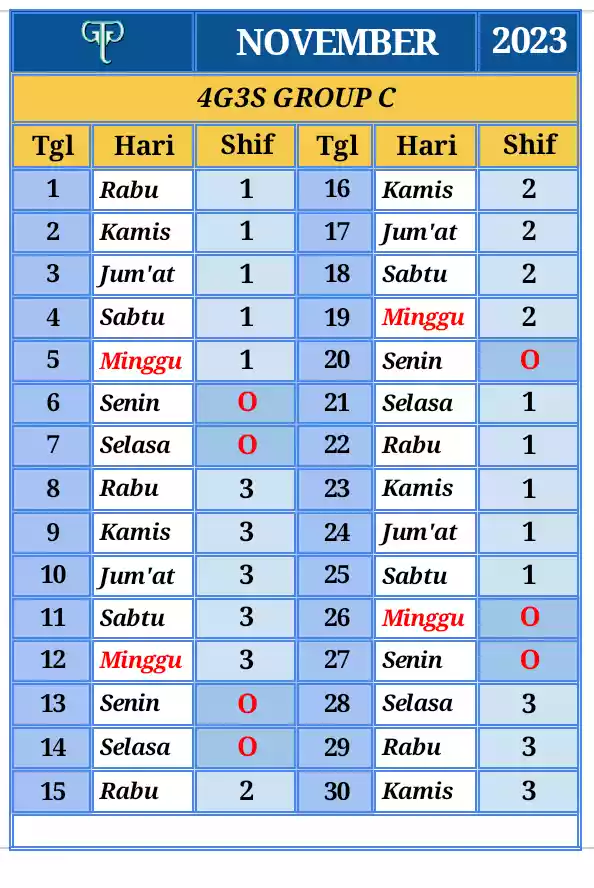 NOVEMBER 2023
4G3S GROUP C
Tgl Hari Shif Tgl Hari Shif
1 Rabu 1 16 Kamis 2
2 Kamis 1 17 Jum'at 2
3 Jum'at 1 18 Sabtu 2
4 Sabtu 1 19 Minggu 2
5 Minggu 1 20 Senin O
6 Senin O 21 Selasa 1
7 Selasa O 22 Rabu 1
8 Rabu 3 23 Kamis 1
9 Kamis 3 24 Jum'at 1
10 Jum'at 3 25 Sabtu 1
11 Sabtu 3 26 Minggu O
12 Minggu 3 27 Senin O
13 Senin O 28 Selasa 3
14 Selasa O 29 Rabu 3
15 Rabu 2 30 Kamis 3